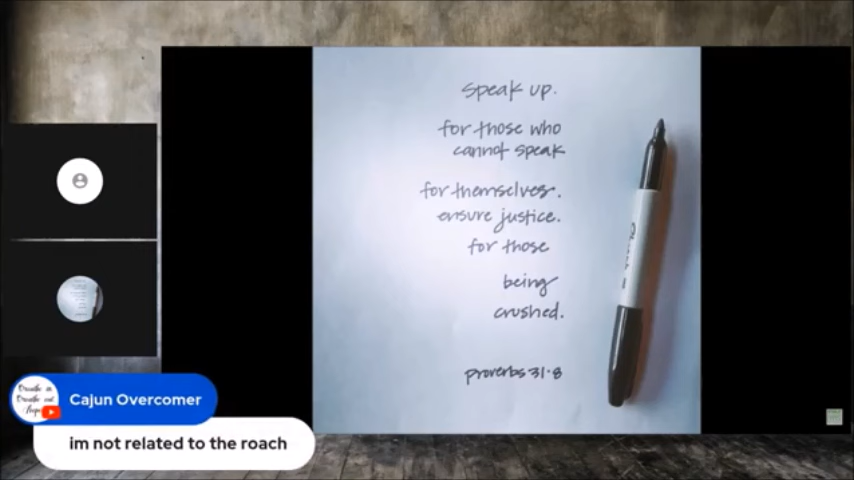 speak up.
for those who
cannot speak
for themselves.
ensure justice.
for those
being
crushed.
proverbs 31.8
Cajun Overcomer
im not related to the roach